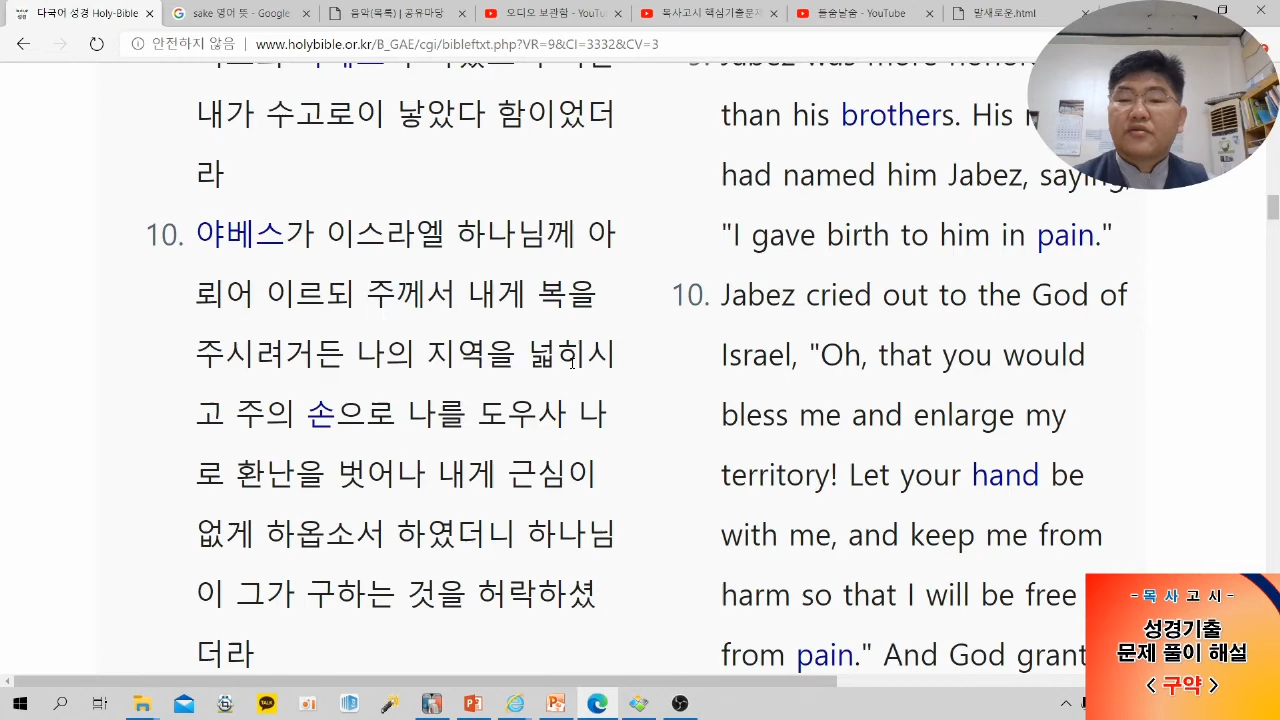 다국어 성경 Holy-Bible
sake 영어 뜻 - Google
음악(목록) | 공유마당
오디오 보관함 - YouTu
목사고시 핵심기출문제
들숨날숨 - YouTube
말새로운.html
안전하지 않음
www.holybible.or.kr/B_GAE/cgi/bibleftxt.php?VR=9&CI=3332&CV=3
내가 수고로이 낳았다 함이었더
라
10. 야베스가 이스라엘 하나님께 아
뢰어 이르되 주께서 내게 복을
주시려거든 나의 지역을 넓히시
고 주의 손으로 나를 도우사 나
로 환난을 벗어나 내게 근심이
없게 하옵소서 하였더니 하나님
이 그가 구하는 것을 허락하셨
더라
Jabez was more
than his brothers. His
had named him Jabez, saying,
"I gave birth to him in pain."
10. Jabez cried out to the God of
Israel, "Oh, that you would
bless me and enlarge my
territory! Let your hand be
with me, and keep me from
harm so that I will be free
from pain." And God grant
- 목 사 고 시 -
성경기출
문제 풀이 해설
< 구약 >
TALK